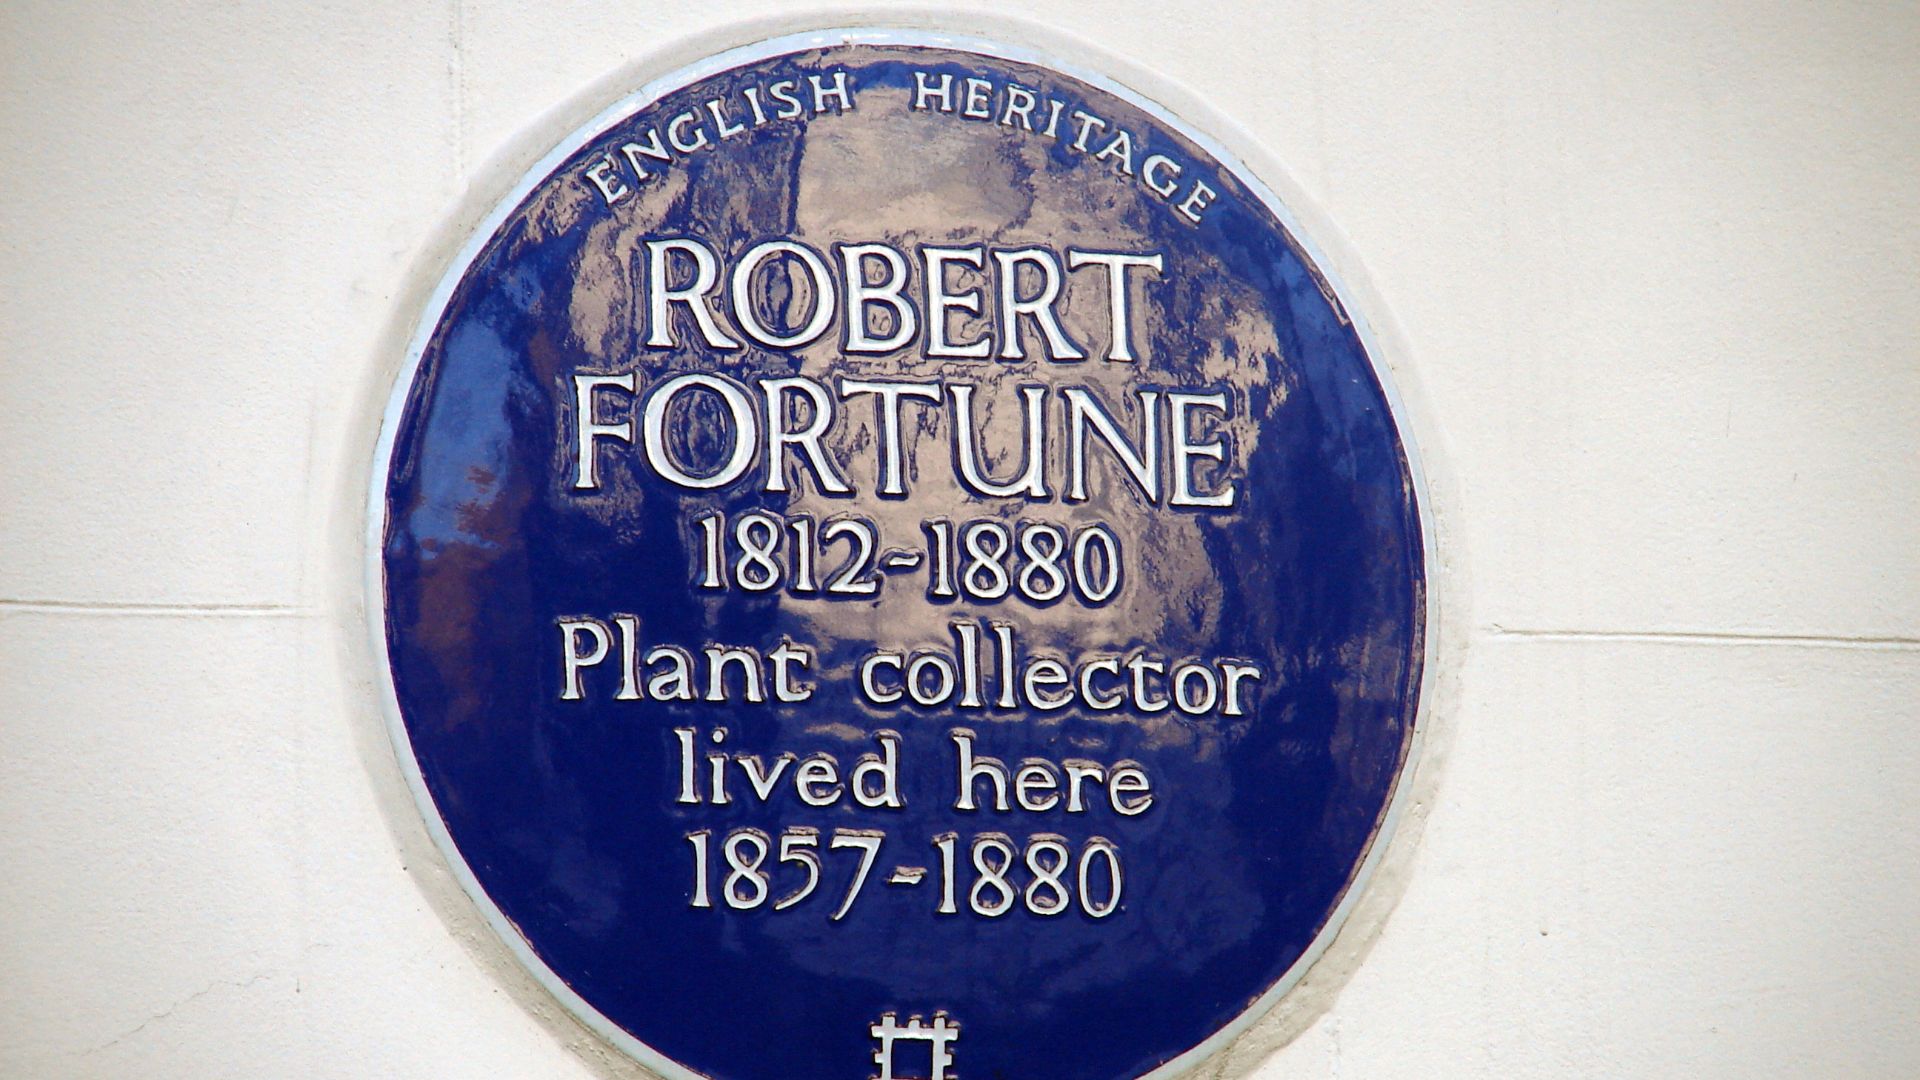 ENGLISH HERITAGE
ROBERT
FORTUNE
1812-1880
Plant collector
lived here
1857-1880